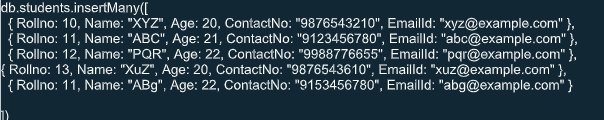 db.students.insertMany([
{ Rollno: 10, Name: "XYZ", Age: 20, ContactNo: "9876543210", EmailId: "xyz@example.com" },
{ Rollno: 11, Name: "ABC", Age: 21, ContactNo: "9123456780", EmailId: "abc@example.com" },
{ Rollno: 12, Name: "PQR", Age: 22, ContactNo: "9988776655", EmailId: "pqr@example.com" },
{ Rollno: 13, Name: "XuZ", Age: 20, ContactNo: "9876543610", EmailId: "xuz@example.com" },
{ Rollno: 11, Name: "ABg", Age: 22, ContactNo: "9153456780", EmailId: "abg@example.com" }
])